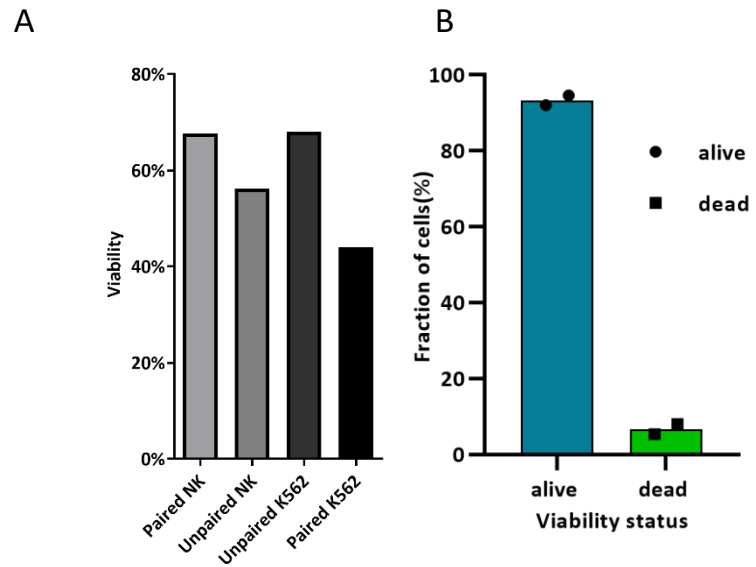 A
80%
60%
40%
20%
0%
Viability
Paired NK
Unpaired NK
Unpaired K562
Paired K562
B
100
80
60
40
20
0
Fraction of cells(%)
alive
dead
alive
dead
Viability status